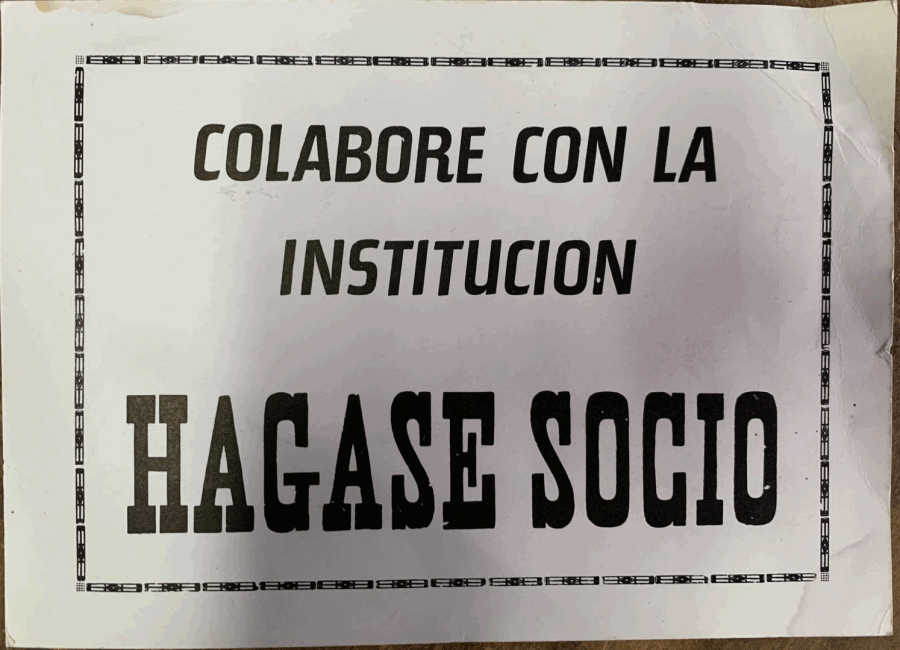 COLABORE CON LA
INSTITUCION
HAGASE SOCIO